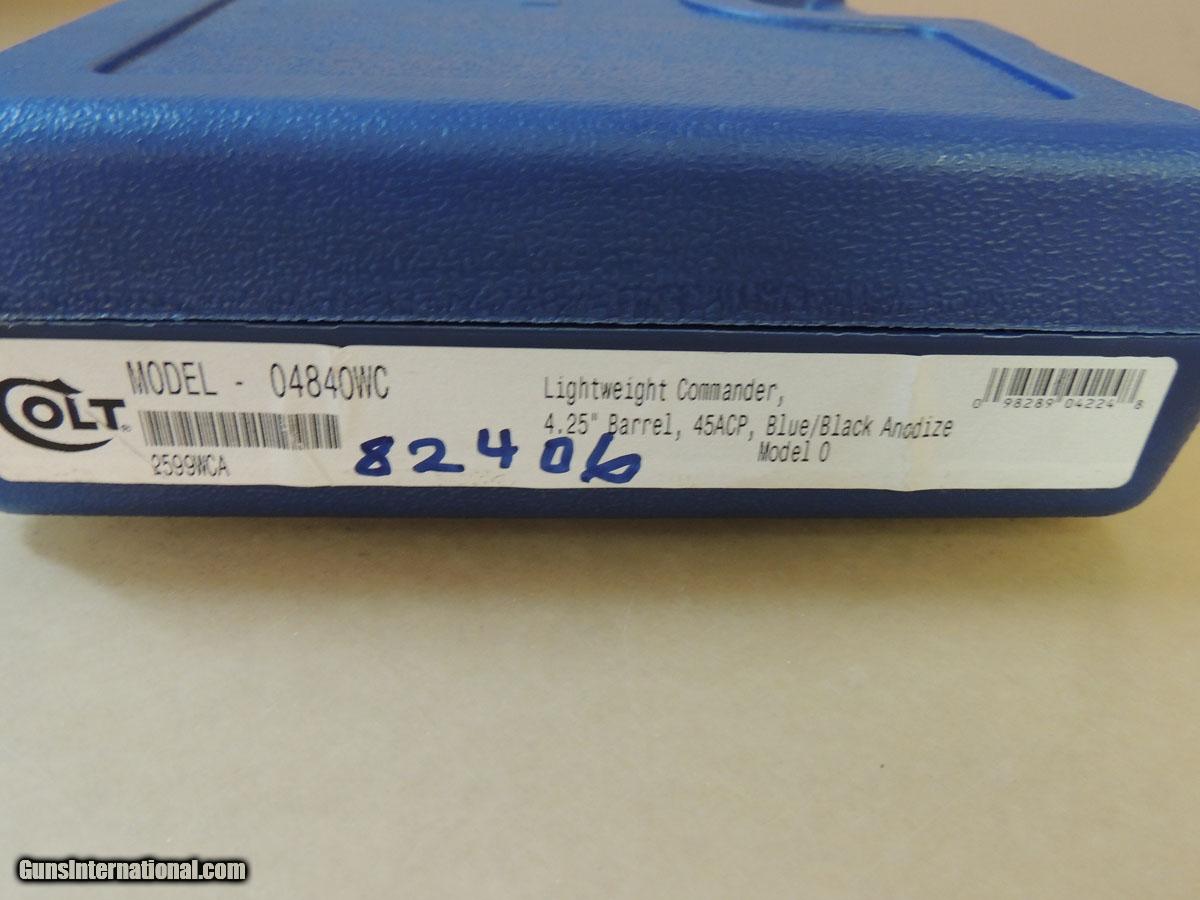 COLT®
MODEL - 04840WC
2599WCA
82406
Lightweight Commander,
4.25" Barrel, 45ACP, Blue/Black Anodize
Model O
0 98289 04224 8
GunsInternational.com